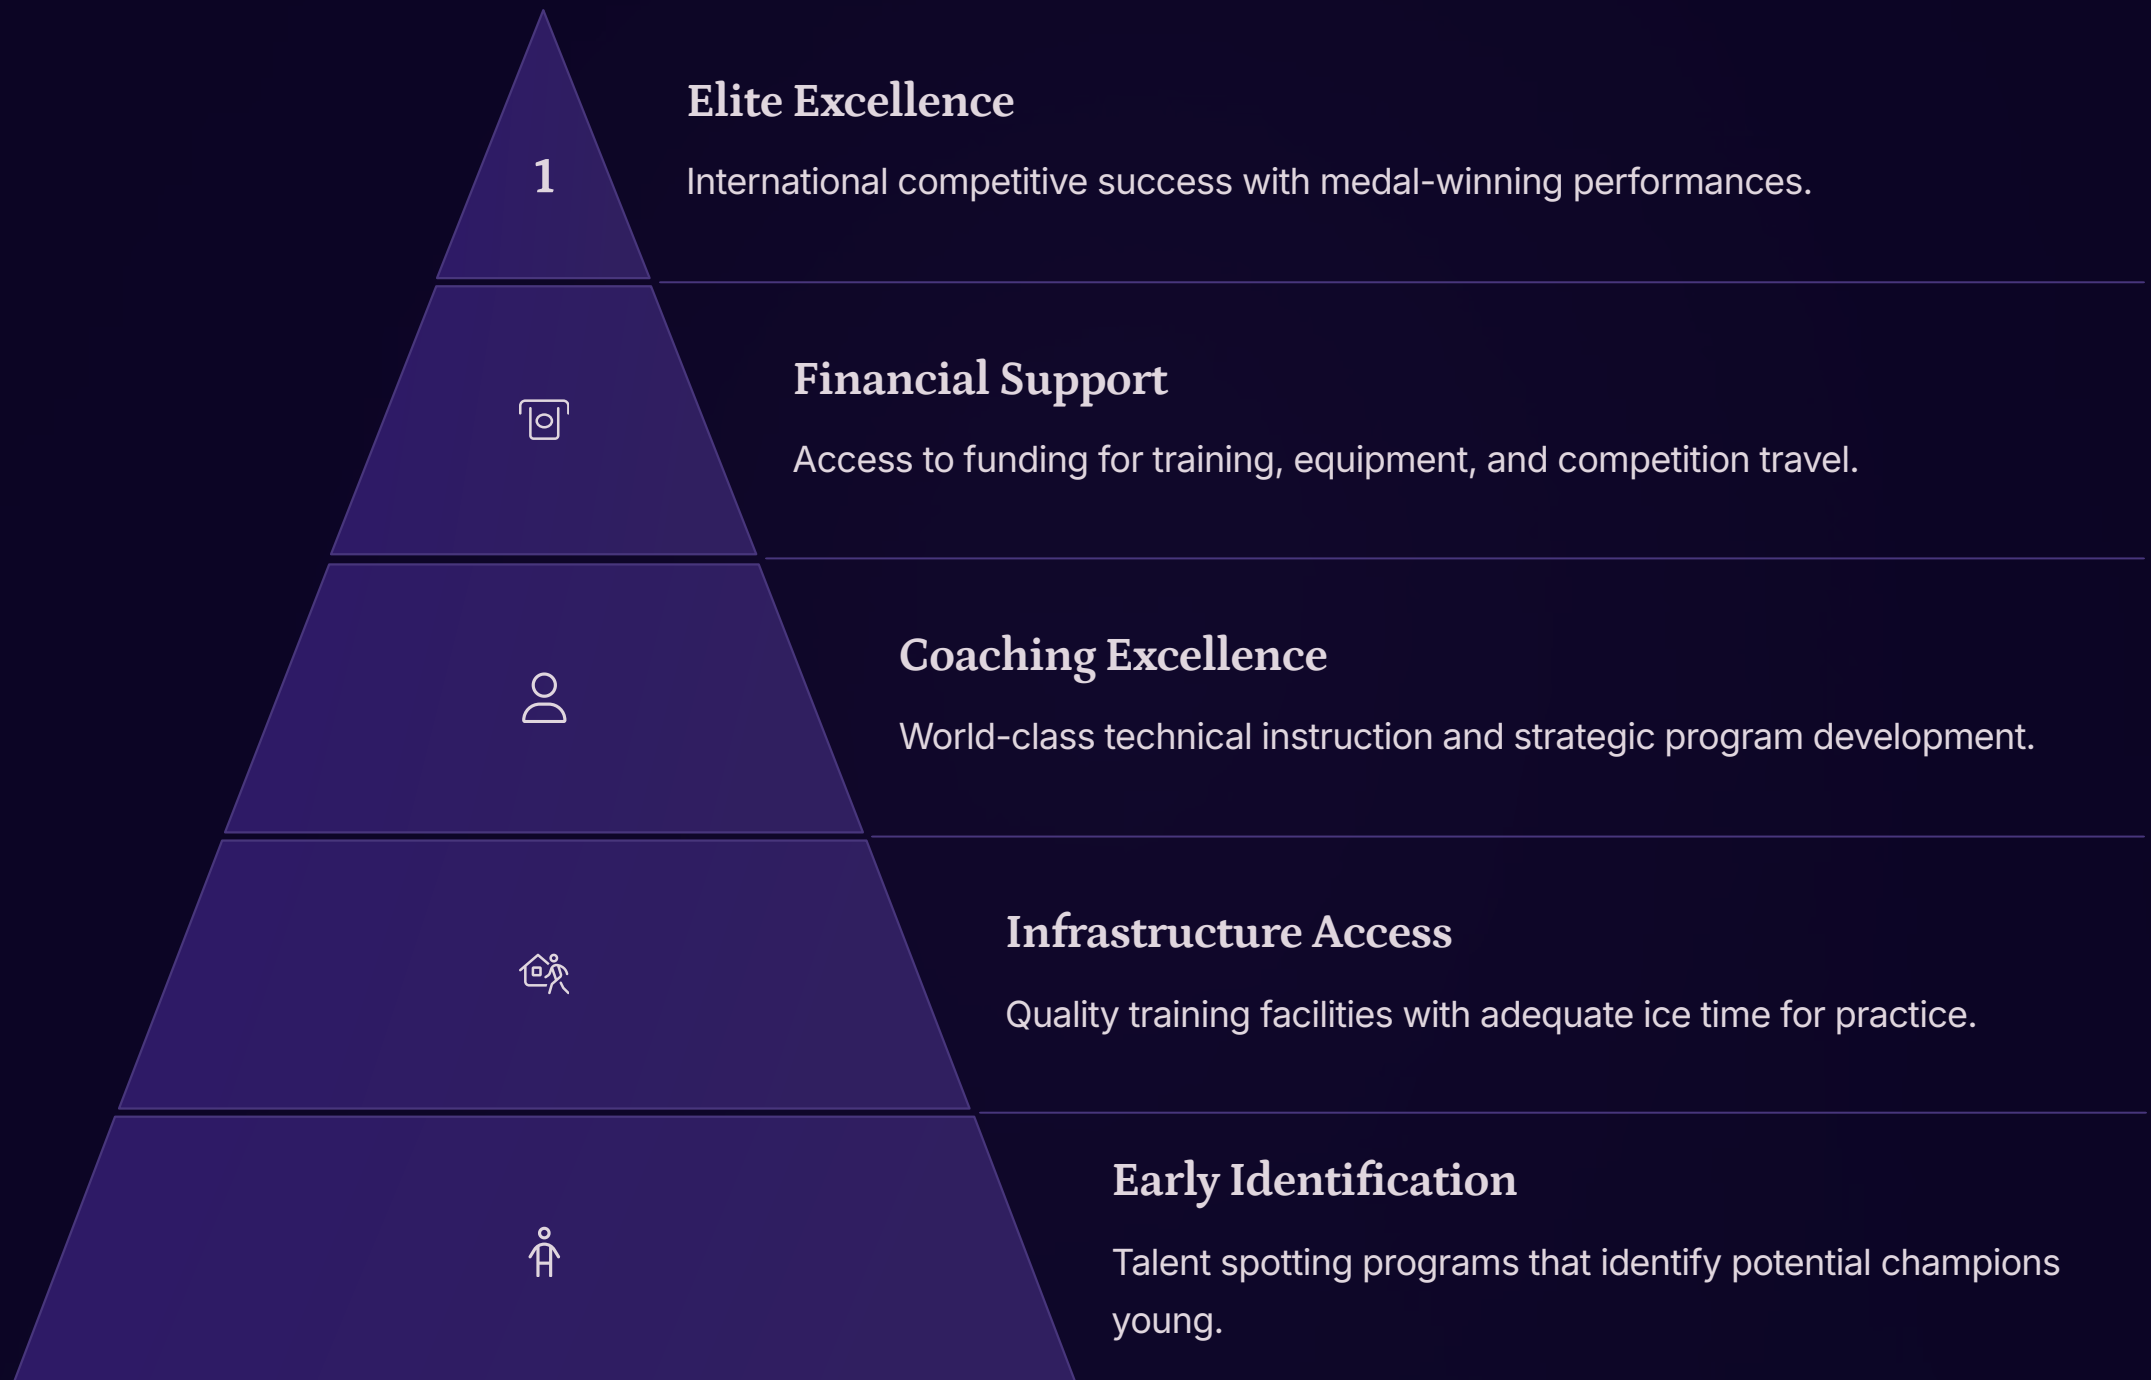 1
Elite Excellence
International competitive success with medal-winning performances.
Financial Support
Access to funding for training, equipment, and competition travel.
Coaching Excellence
World-class technical instruction and strategic program development.
Infrastructure Access
Quality training facilities with adequate ice time for practice.
Early Identification
Talent spotting programs that identify potential champions
young.